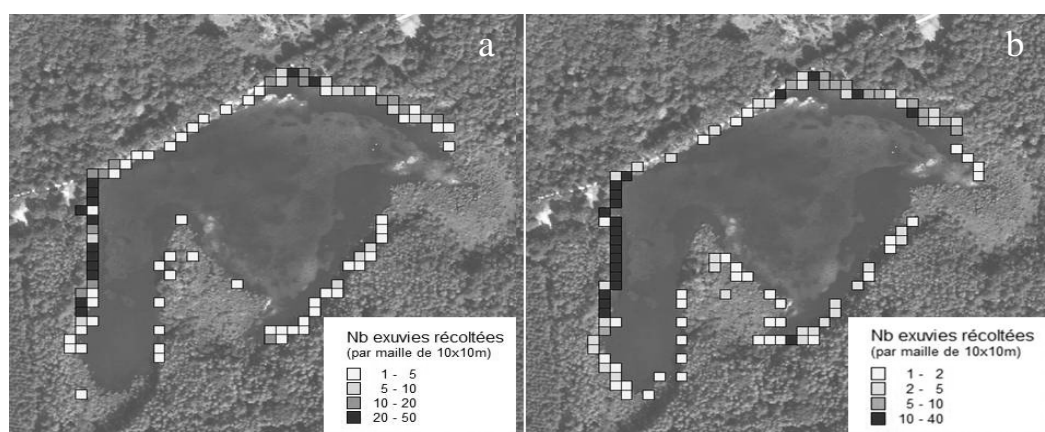 a
Nb exuvies récoltées
(par maille de 10x10m)
1 - 5
5 - 10
10 - 20
20 - 50
b
Nb exuvies récoltées
(par maille de 10x10m)
1 - 2
2 - 5
5 - 10
10 - 40